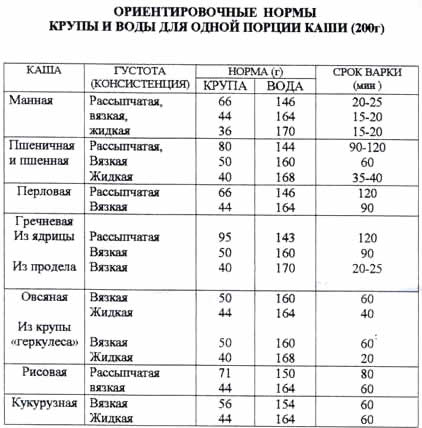 ОРИЕНТИРОВОЧНЫЕ НОРМЫ
КРУПЫ И ВОДЫ ДЛЯ ОДНОЙ ПОРЦИИ КАШИ (200г)
КАША ГУСТОТА (КОНСИСТЕНЦИЯ) НОРМА (г) СРОК ВАРКИ (мин)
КРУПА ВОДА
Манная Рассыпчатая, 66 146 20-25
вязкая, 44 164 15-20
жидкая 36 170 15-20
Пшеничная Рассыпчатая, 80 144 90-120
и пшенная Вязкая 50 160 60
Жидкая 40 168 35-40
Перловая Рассыпчатая 66 146 120
Вязкая 44 164 90
Гречневая
Из ядрицы Рассыпчатая 95 143 120
Вязкая 50 160 90
Из продела Вязкая 40 170 20-25
Овсяная Вязкая 50 160 60
Жидкая 44 164 40
Из крупы
«геркулеса» Вязкая 50 160 60
Жидкая 40 168 20
Рисовая Рассыпчатая 71 150 80
вязкая 44 164 60
Кукурузная Вязкая 56 154 60
Жидкая 44 164 60